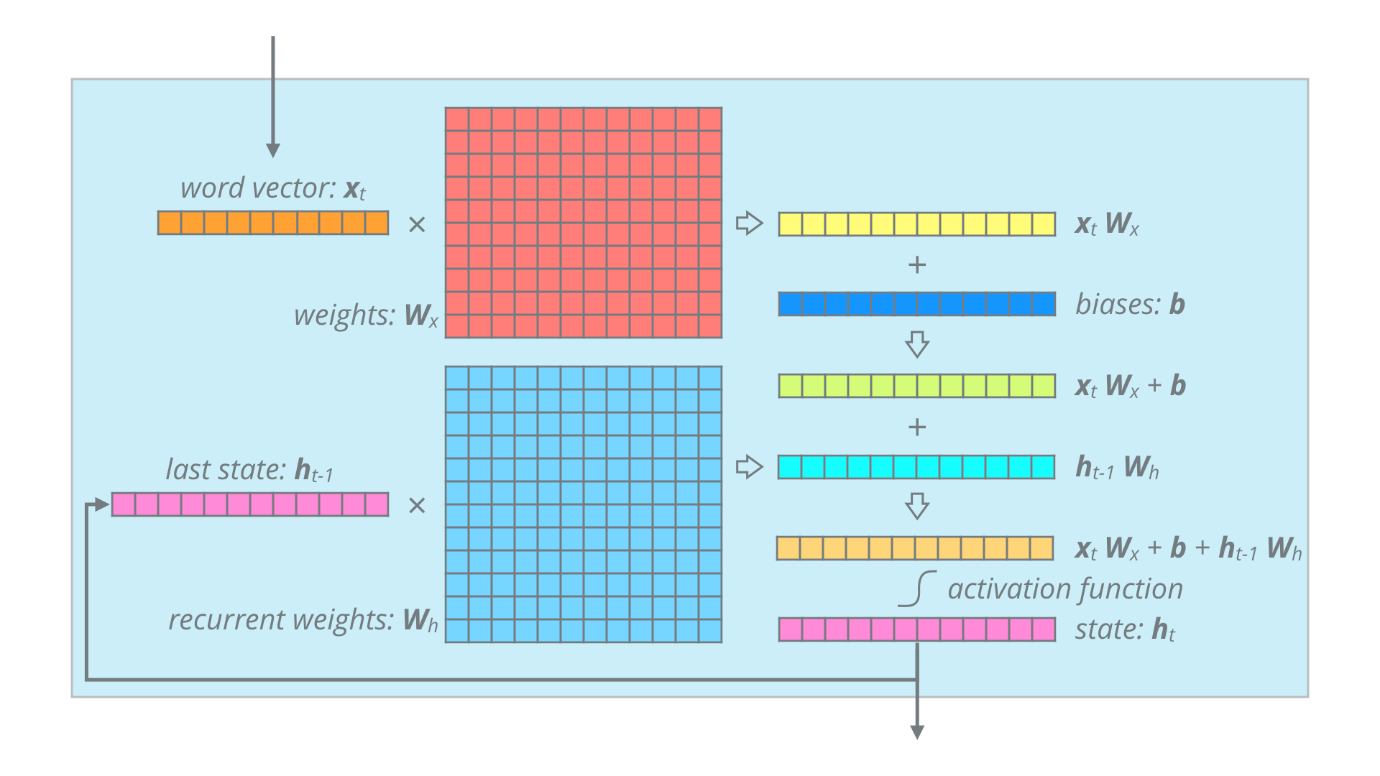 word vector: xₜ
×
xₜ Wₓ
+
weights: Wₓ
biases: b
xₜ Wₓ + b
+
last state: hₜ₋₁
hₜ₋₁ Wₕ
×
xₜ Wₓ + b + hₜ₋₁ Wₕ
activation function
recurrent weights: Wₕ
state: hₜ